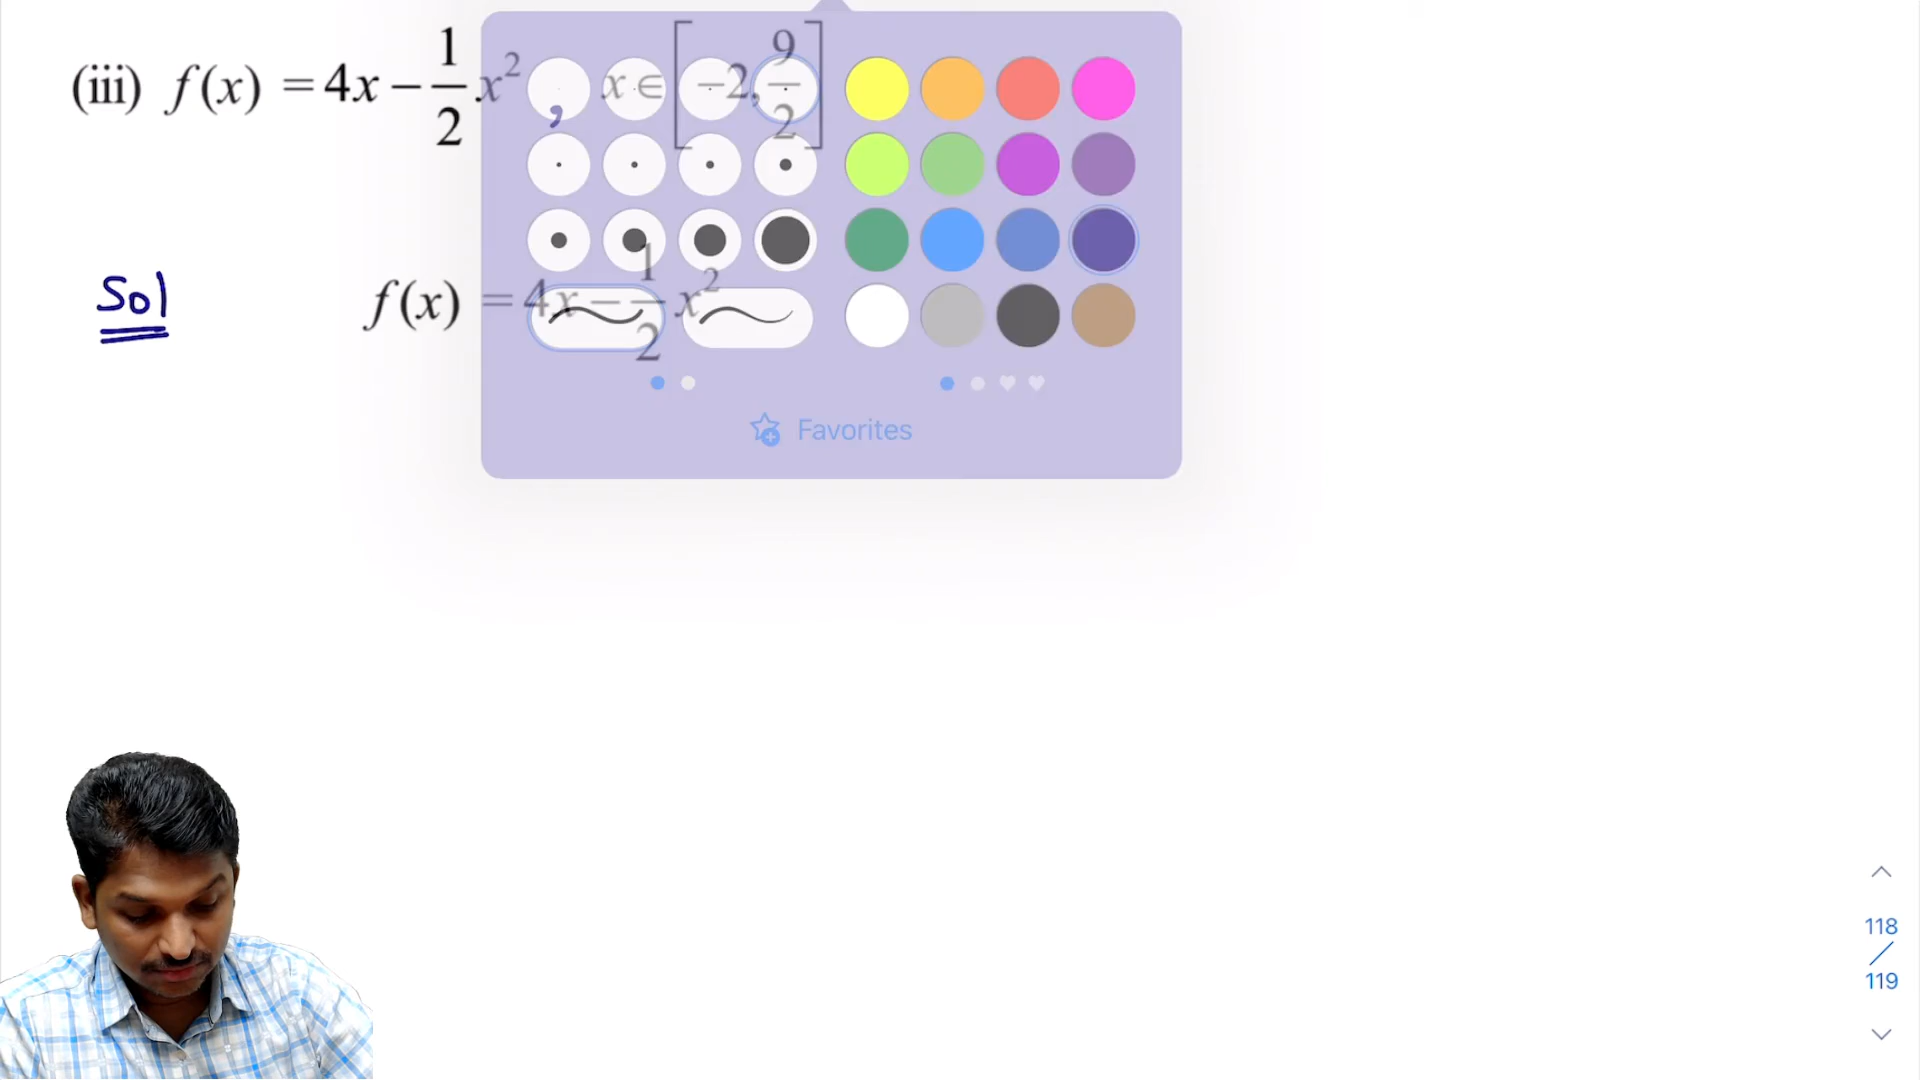 (iii) f(x) = 4x − 1/2 x², x ∈ [−2, 9/2]
Sol f(x) = 4x − 1/2 x²
Favorites
118
/
119